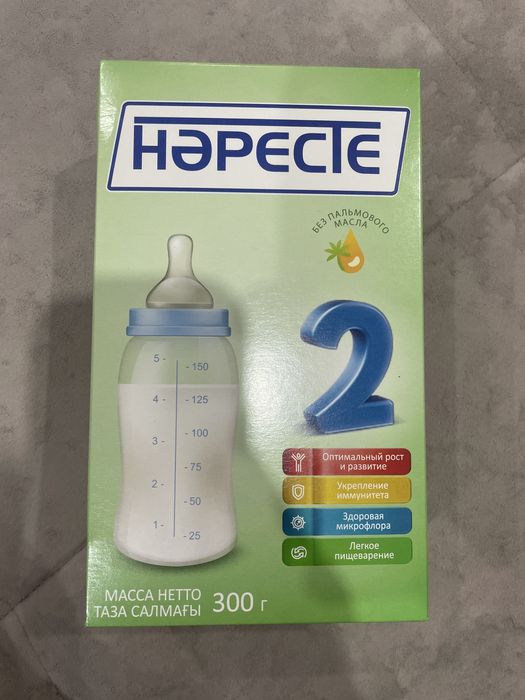 НӘРЕСТЕ
БЕЗ ПАЛЬМОВОГО
МАСЛА
2
5 - - 150
4 - - 125
3 - - 100
- 75
2 - - 50
1 - - 25
Оптимальный рост
и развитие
Укрепление
иммунитета
Здоровая
микрофлора
Легкое
пищеварение
МАССА НЕТТО
ТАЗА САЛМАҒЫ 300 г